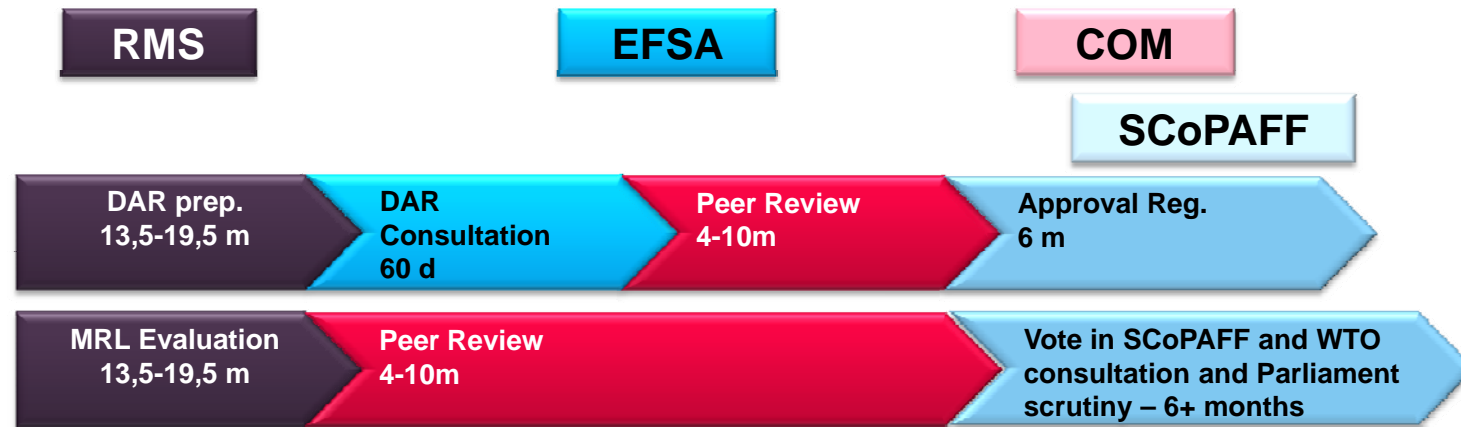 RMS
EFSA
COM
SCoPAFF
DAR prep.
13,5-19,5 m
DAR
Consultation
60 d
Peer Review
4-10m
Approval Reg.
6 m
MRL Evaluation
13,5-19,5 m
Peer Review
4-10m
Vote in SCoPAFF and WTO
consultation and Parliament
scrutiny – 6+ months